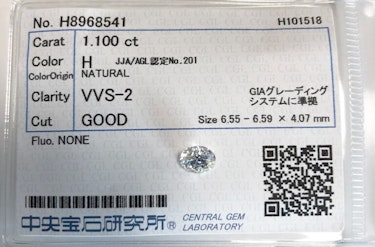 No. H8968541 H101518
Carat 1.100 ct
Color H JJA/AGL認定No.201
ColorOrigin NATURAL
Clarity VVS-2 GIAグレーディング
システムに準拠
Cut GOOD Size 6.55 - 6.59 × 4.07 mm
Fluo. NONE
中央宝石研究所® CENTRAL GEM
LABORATORY